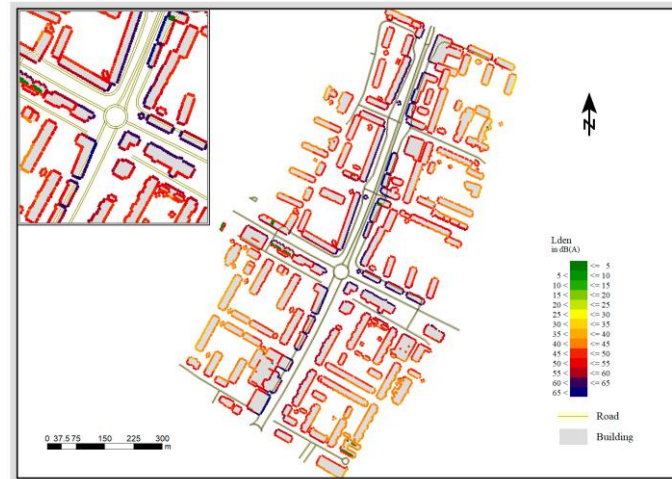 N
Lden
in dB(A)
<= 5
5 < <= 10
10 < <= 15
15 < <= 20
20 < <= 25
25 < <= 30
30 < <= 35
35 < <= 40
40 < <= 45
45 < <= 50
50 < <= 55
55 < <= 60
60 < <= 65
65 <
Road
Building
0 37.5 75 150 225 300
m